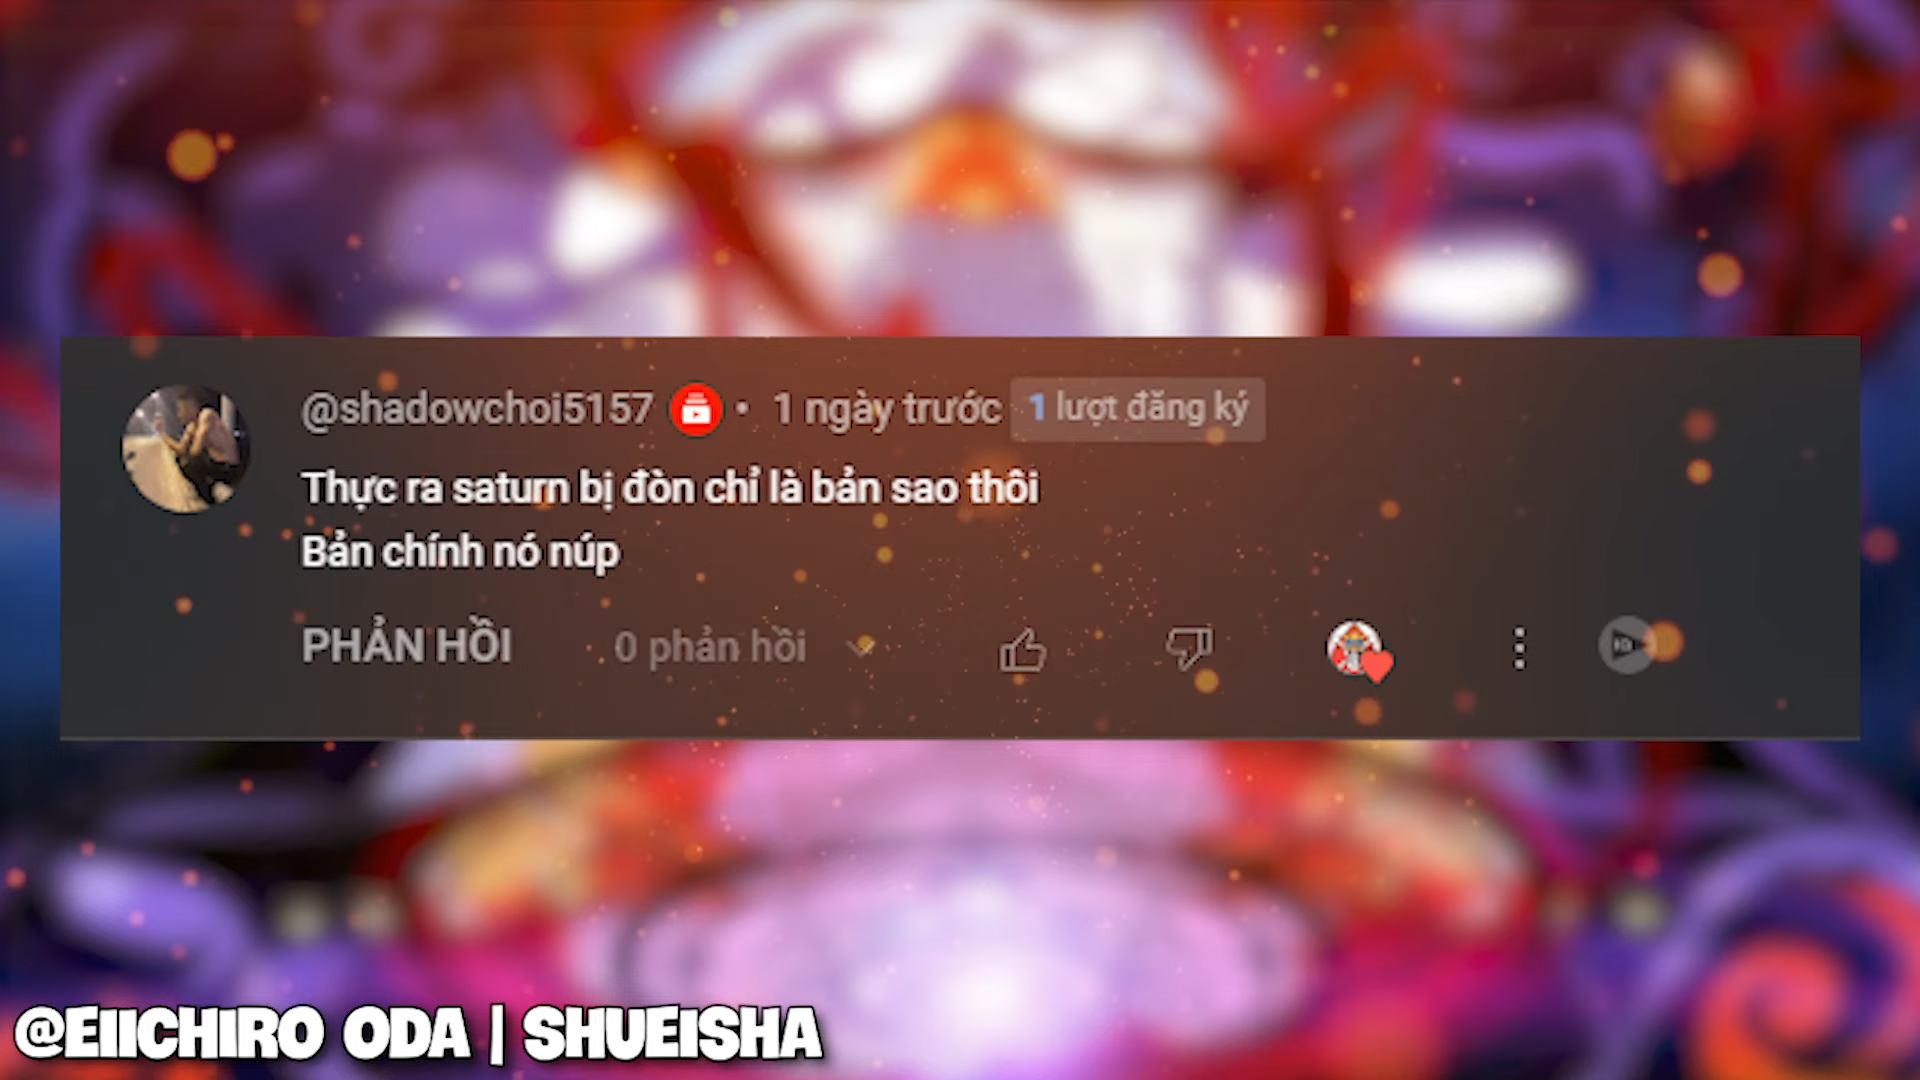 @shadowchoi5157 • 1 ngày trước 1 lượt đăng ký
Thực ra saturn bị đòn chỉ là bản sao thôi
Bản chính nó núp
PHẢN HỒI 0 phản hồi
@EIICHIRO ODA | SHUEISHA